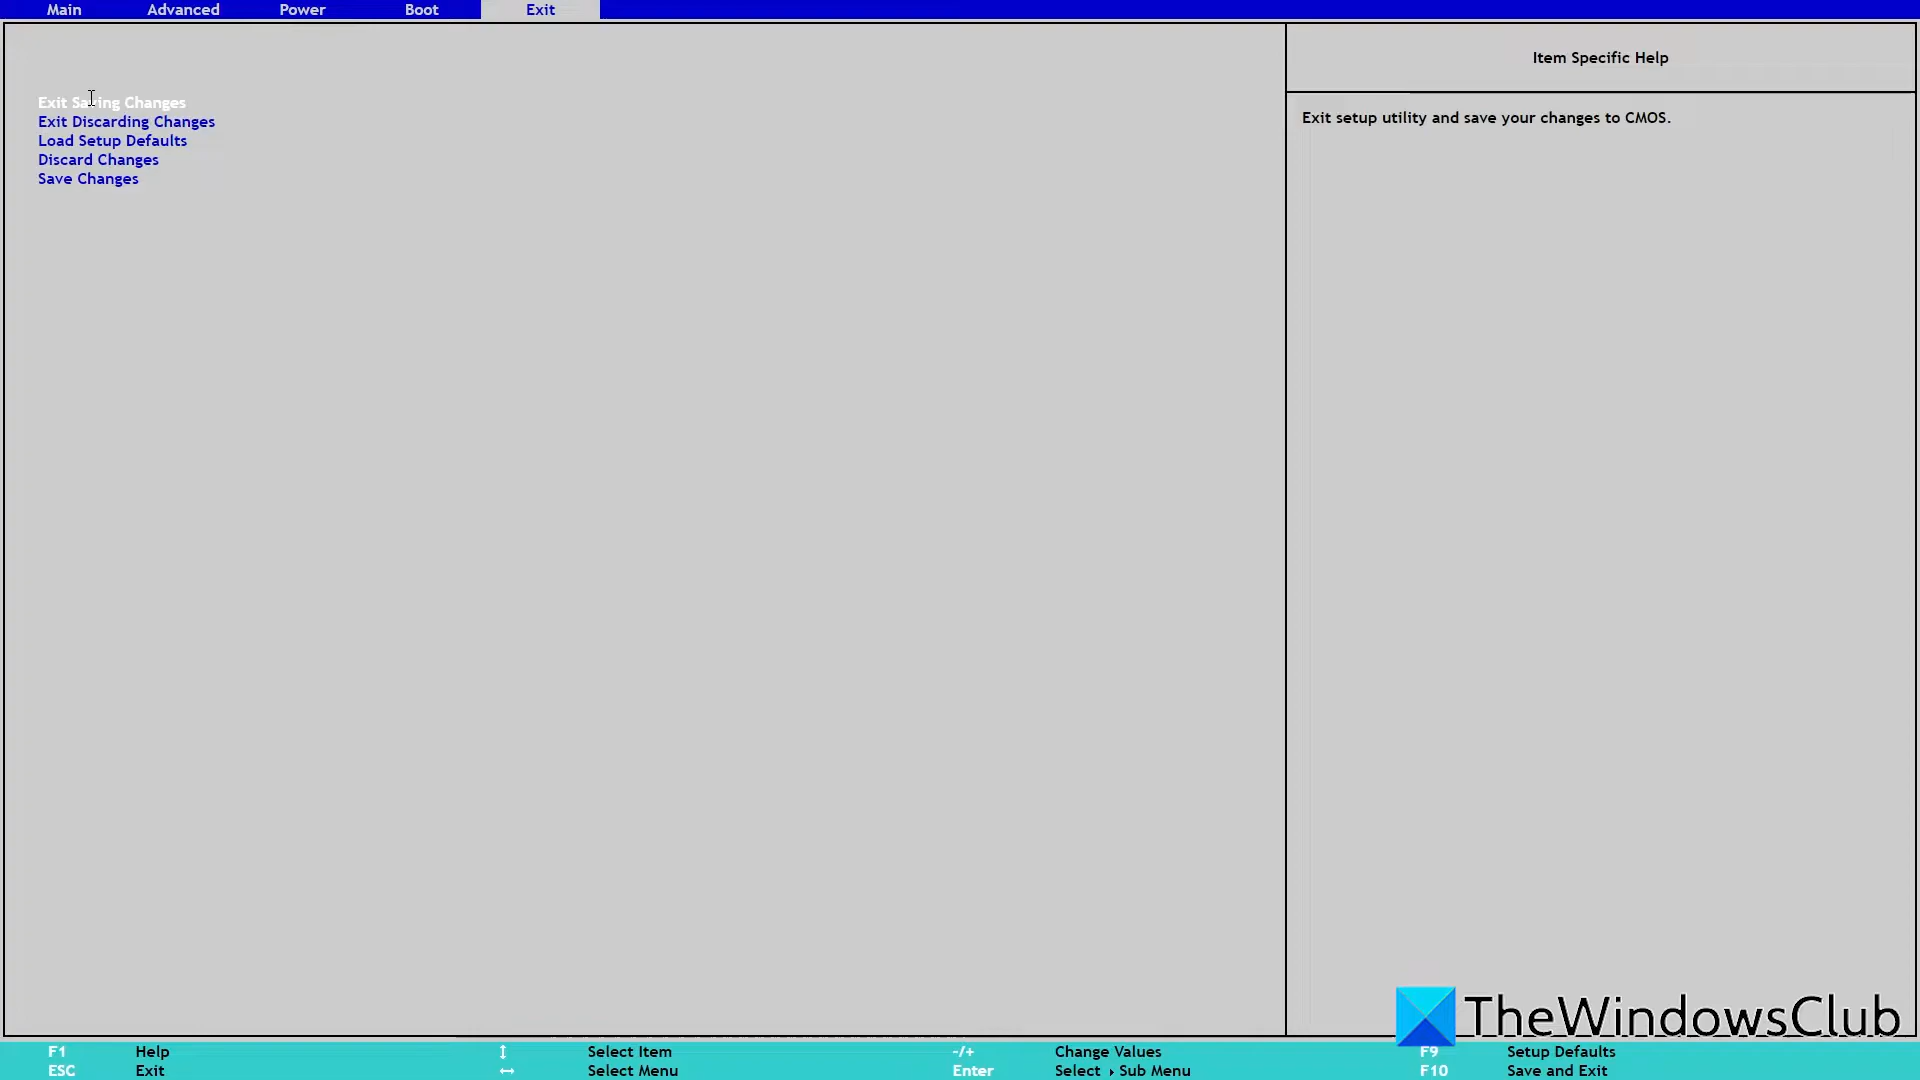 Main Advanced Power Boot Exit
Item Specific Help
Exit Saving Changes
Exit Discarding Changes
Load Setup Defaults
Discard Changes
Save Changes
Exit setup utility and save your changes to CMOS.
TheWindowsClub
F1 Help ↕ Select Item -/+ Change Values F9 Setup Defaults
ESC Exit ↔ Select Menu Enter Select ▸ Sub Menu F10 Save and Exit